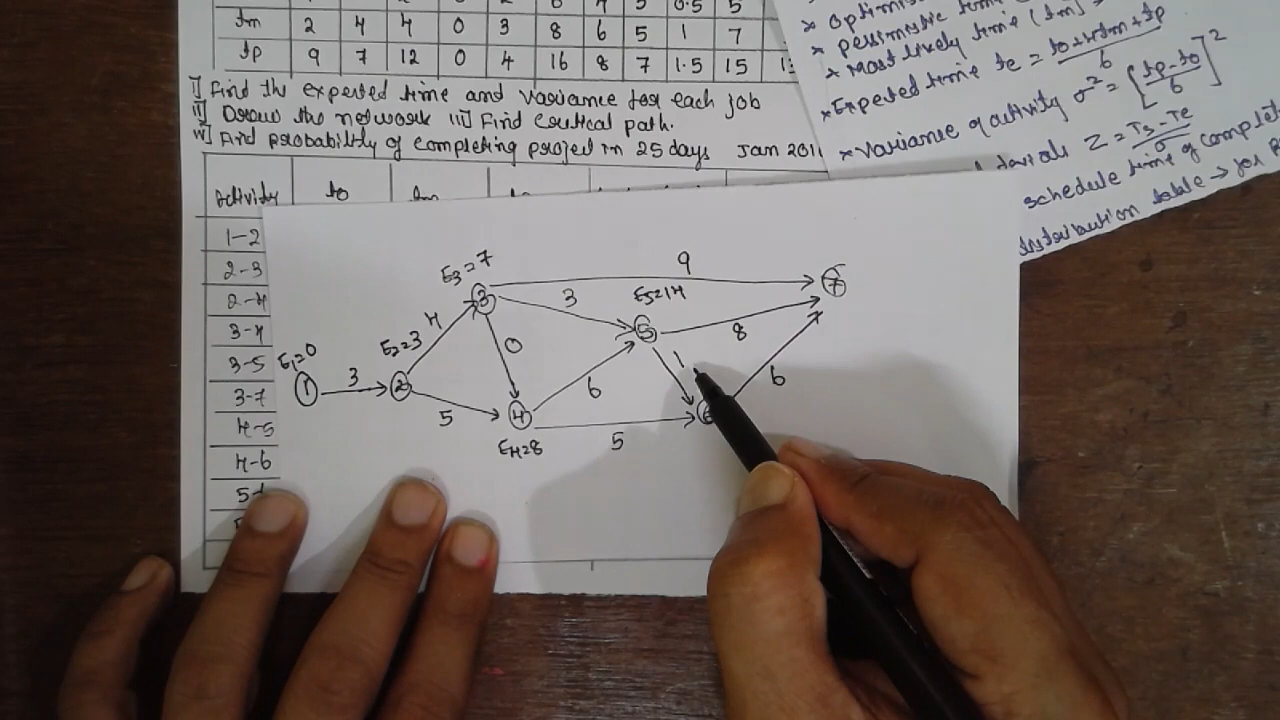 0.5 5
tm 2 4 4 0 3 8 6 5 1 7
tp 9 7 12 0 4 16 8 7 1.5 15
i] Find the expected time and variance for each job
ii] Draw the network iii] Find critical path.
iv] Find probability of completing project in 25 days Jan 201
* pessimistic time
* Most likely time (tm)
* Expected time te = to+4tm+tp / 6
* Variance of activity σ² = [tp-to / 6]²
Z = Ts-Te / σ
schedule time of complet
distribution table → for
activity to tm
1-2
2-3
2-4
3-4
3-5
3-7
4-5
4-6
E1=0
1
3
E2=3
2
4
5
E3=7
3
9
3
0
E4=8
4
6
5
E5=14
5
8
1
6
6
7